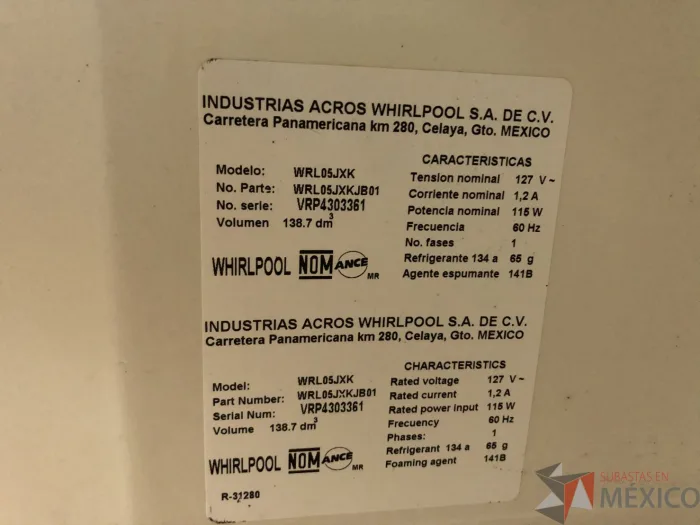 INDUSTRIAS ACROS WHIRLPOOL S.A. DE C.V.
Carretera Panamericana km 280, Celaya, Gto. MEXICO
Modelo: WRL05JXK
No. Parte: WRL05JXKJB01
No. serie: VRP4303361
Volumen 138.7 dm³
WHIRLPOOL NOM ANCE MR
CARACTERISTICAS
Tension nominal 127 V~
Corriente nominal 1,2 A
Potencia nominal 115 W
Frecuencia 60 Hz
No. fases 1
Refrigerante 134 a 65 g
Agente espumante 141B
INDUSTRIAS ACROS WHIRLPOOL S.A. DE C.V.
Carretera Panamericana km 280, Celaya, Gto. MEXICO
Model: WRL05JXK
Part Number: WRL05JXKJB01
Serial Num: VRP4303361
Volume 138.7 dm³
WHIRLPOOL NOM ANCE MR
R-31280
CHARACTERISTICS
Rated voltage 127 V~
Rated current 1,2 A
Rated power input 115 W
Frecuency 60 Hz
Phases: 1
Refrigerant 134 a 65 g
Foaming agent 141B
SUBASTAS EN
MÉXICO